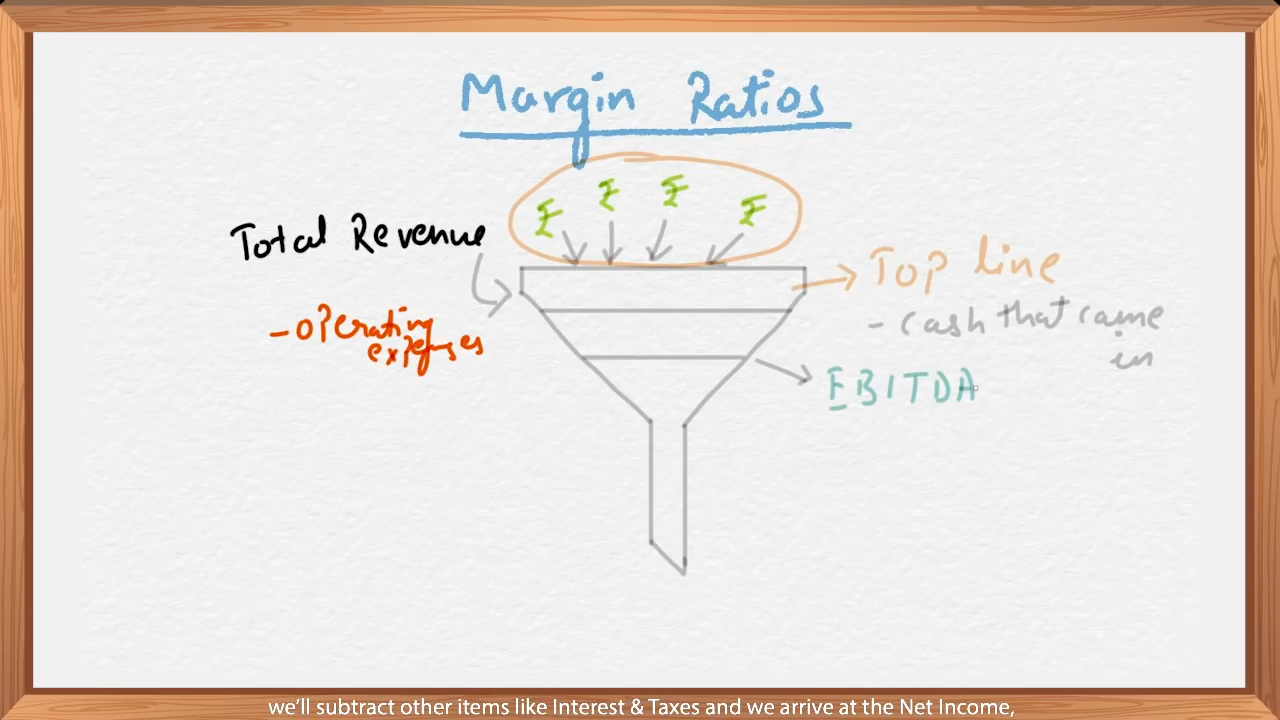 Margin Ratios
₹ ₹ ₹ ₹
Total Revenue
Top line
- cash that came
in
- operating
expenses
EBITDA
we'll subtract other items like Interest & Taxes and we arrive at the Net Income,